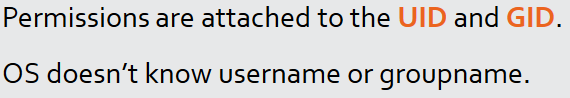 Permissions are attached to the UID and GID.
OS doesn’t know username or groupname.